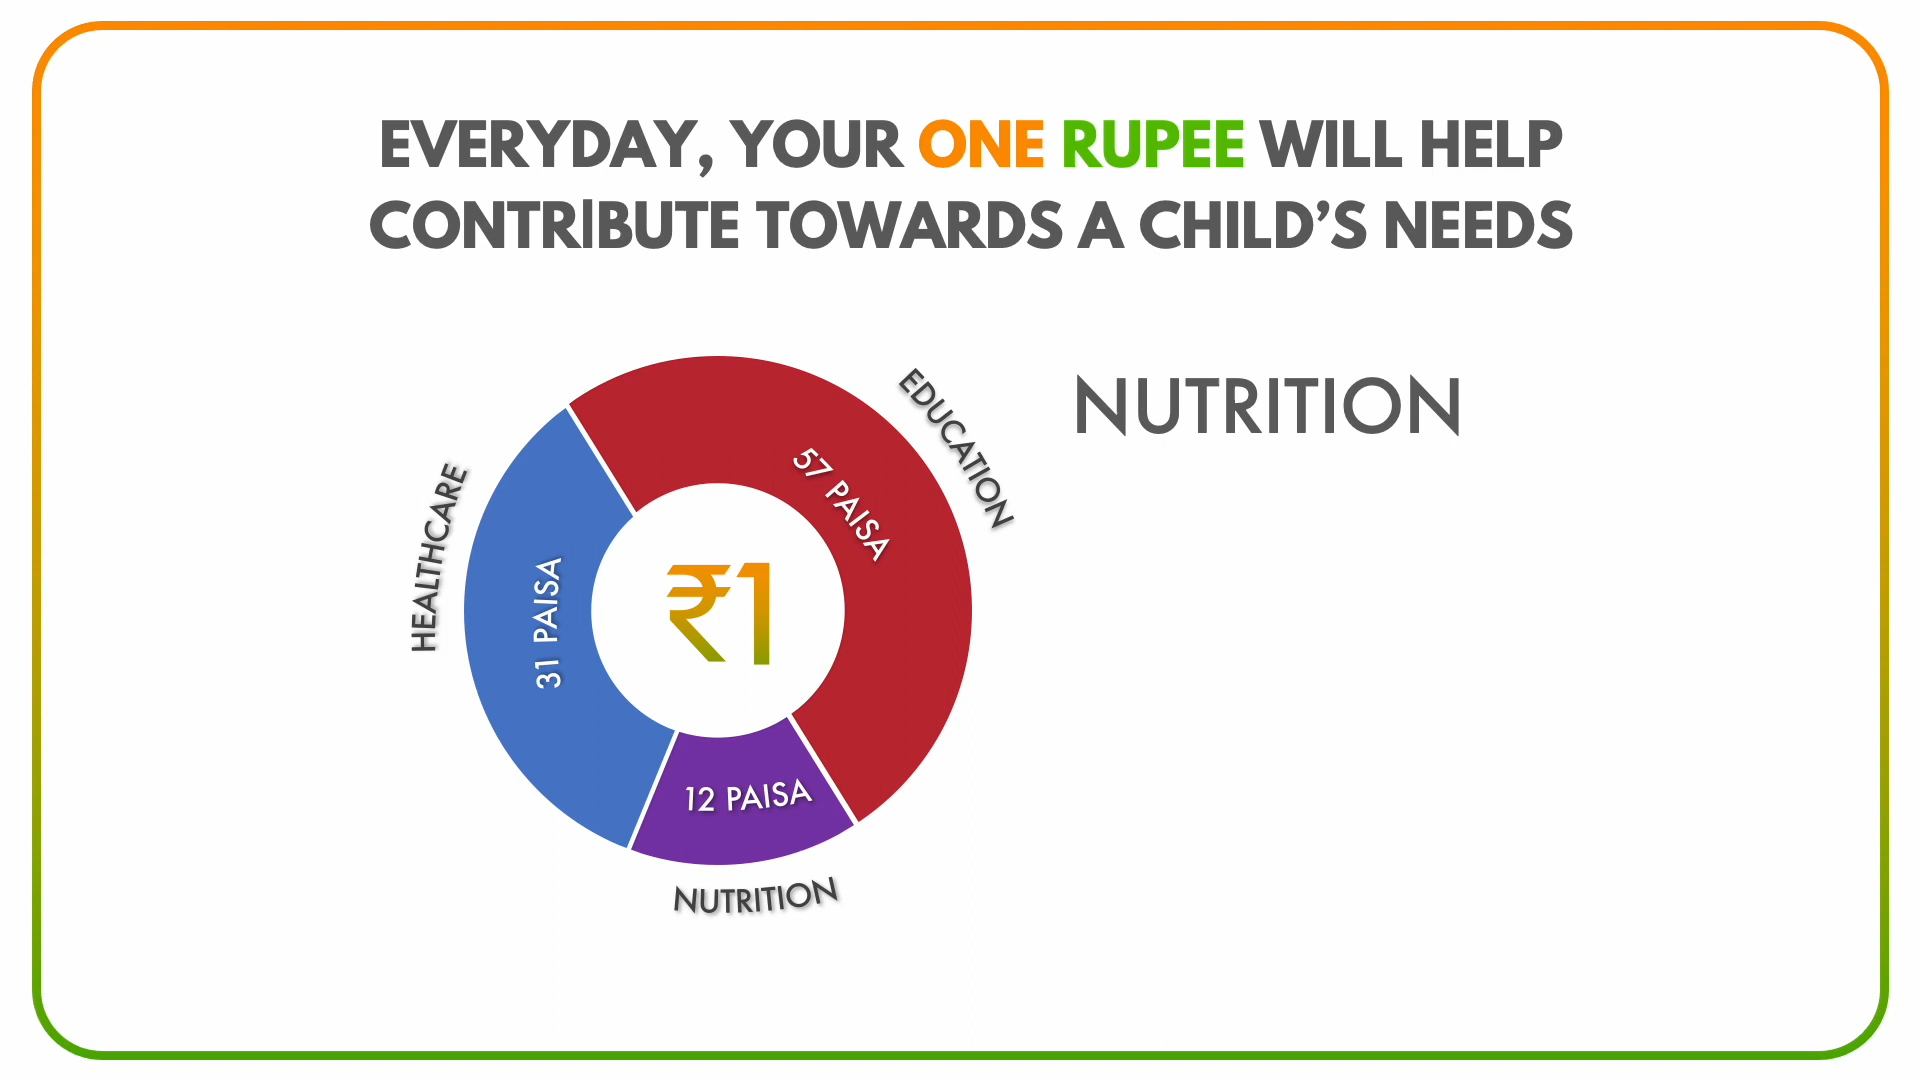 EVERYDAY, YOUR ONE RUPEE WILL HELP
CONTRIBUTE TOWARDS A CHILD’S NEEDS
EDUCATION
57 PAISA
NUTRITION
HEALTHCARE
31 PAISA
₹1
12 PAISA
NUTRITION